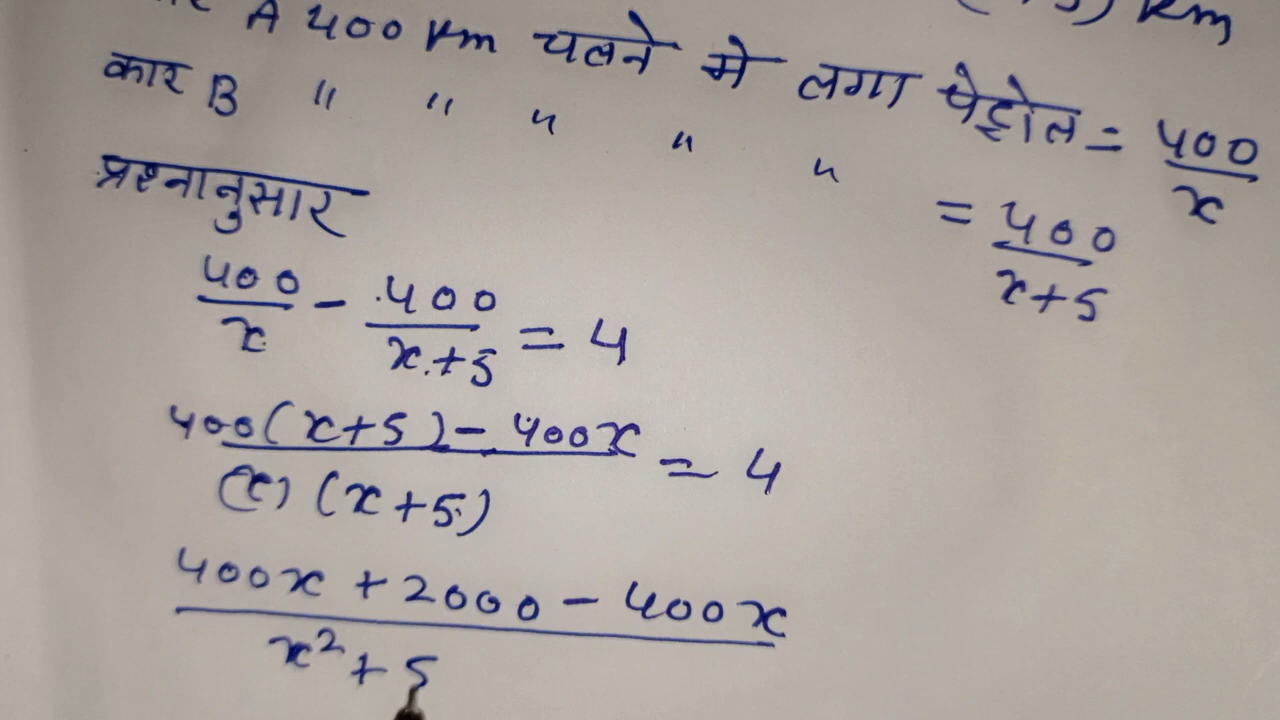 A 400 km चलने मे लगा पेट्रोल = 400/x
) km
कार B " " " " " = 400/(x+5)
प्रश्नानुसार
400/x - 400/(x+5) = 4
(400(x+5) - 400x)/((x)(x+5)) = 4
(400x + 2000 - 400x)/(x² + 5